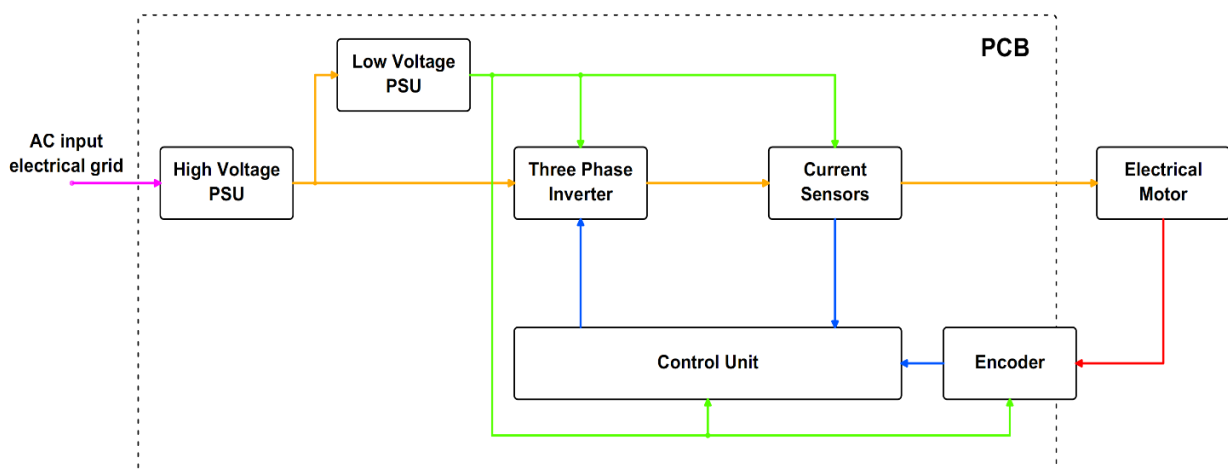 PCB
Low Voltage
PSU
AC input
electrical grid
High Voltage
PSU
Three Phase
Inverter
Current
Sensors
Electrical
Motor
Control Unit
Encoder